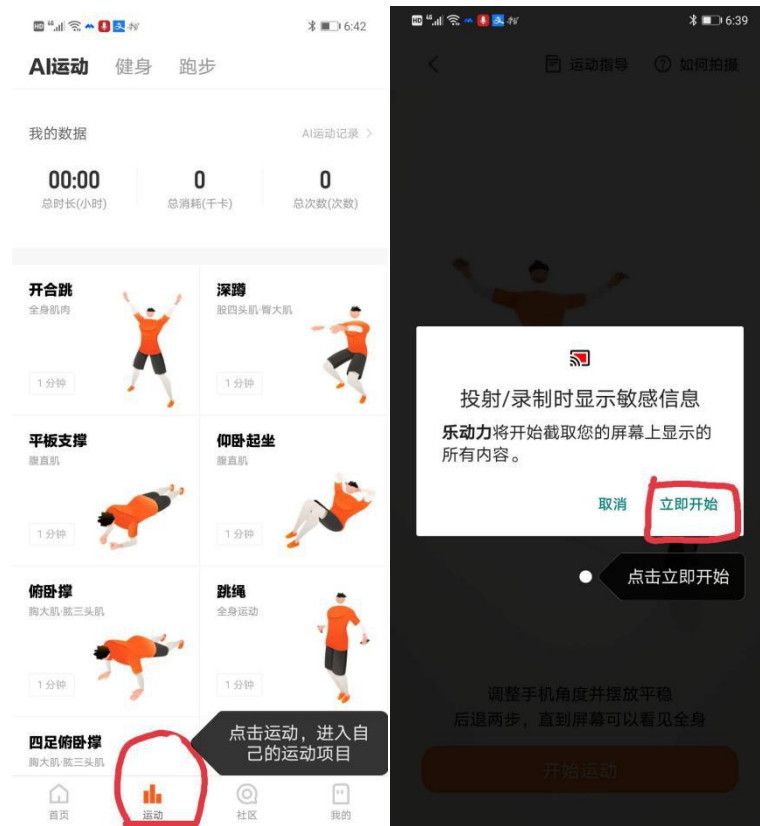 HD 4G 6:42
AI运动 健身 跑步
我的数据
AI运动记录 >
00:00 0 0
总时长(小时) 总消耗(千卡) 总次数(次数)
开合跳
全身肌肉
1分钟
深蹲
股四头肌·臀大肌
1分钟
平板支撑
腹直肌
1分钟
仰卧起坐
腹直肌
1分钟
俯卧撑
胸大肌·肱三头肌
1分钟
跳绳
全身运动
1分钟
四足俯卧撑
胸大肌·肱三头肌
点击运动，进入自
己的运动项目
首页 运动 社区 我的
HD 4G 6:39
运动指导 如何拍摄
投射/录制时显示敏感信息
乐动力将开始截取您的屏幕上显示的
所有内容。
取消 立即开始
点击立即开始
调整手机角度并摆放平稳
后退两步，直到屏幕可以看见全身
开始运动